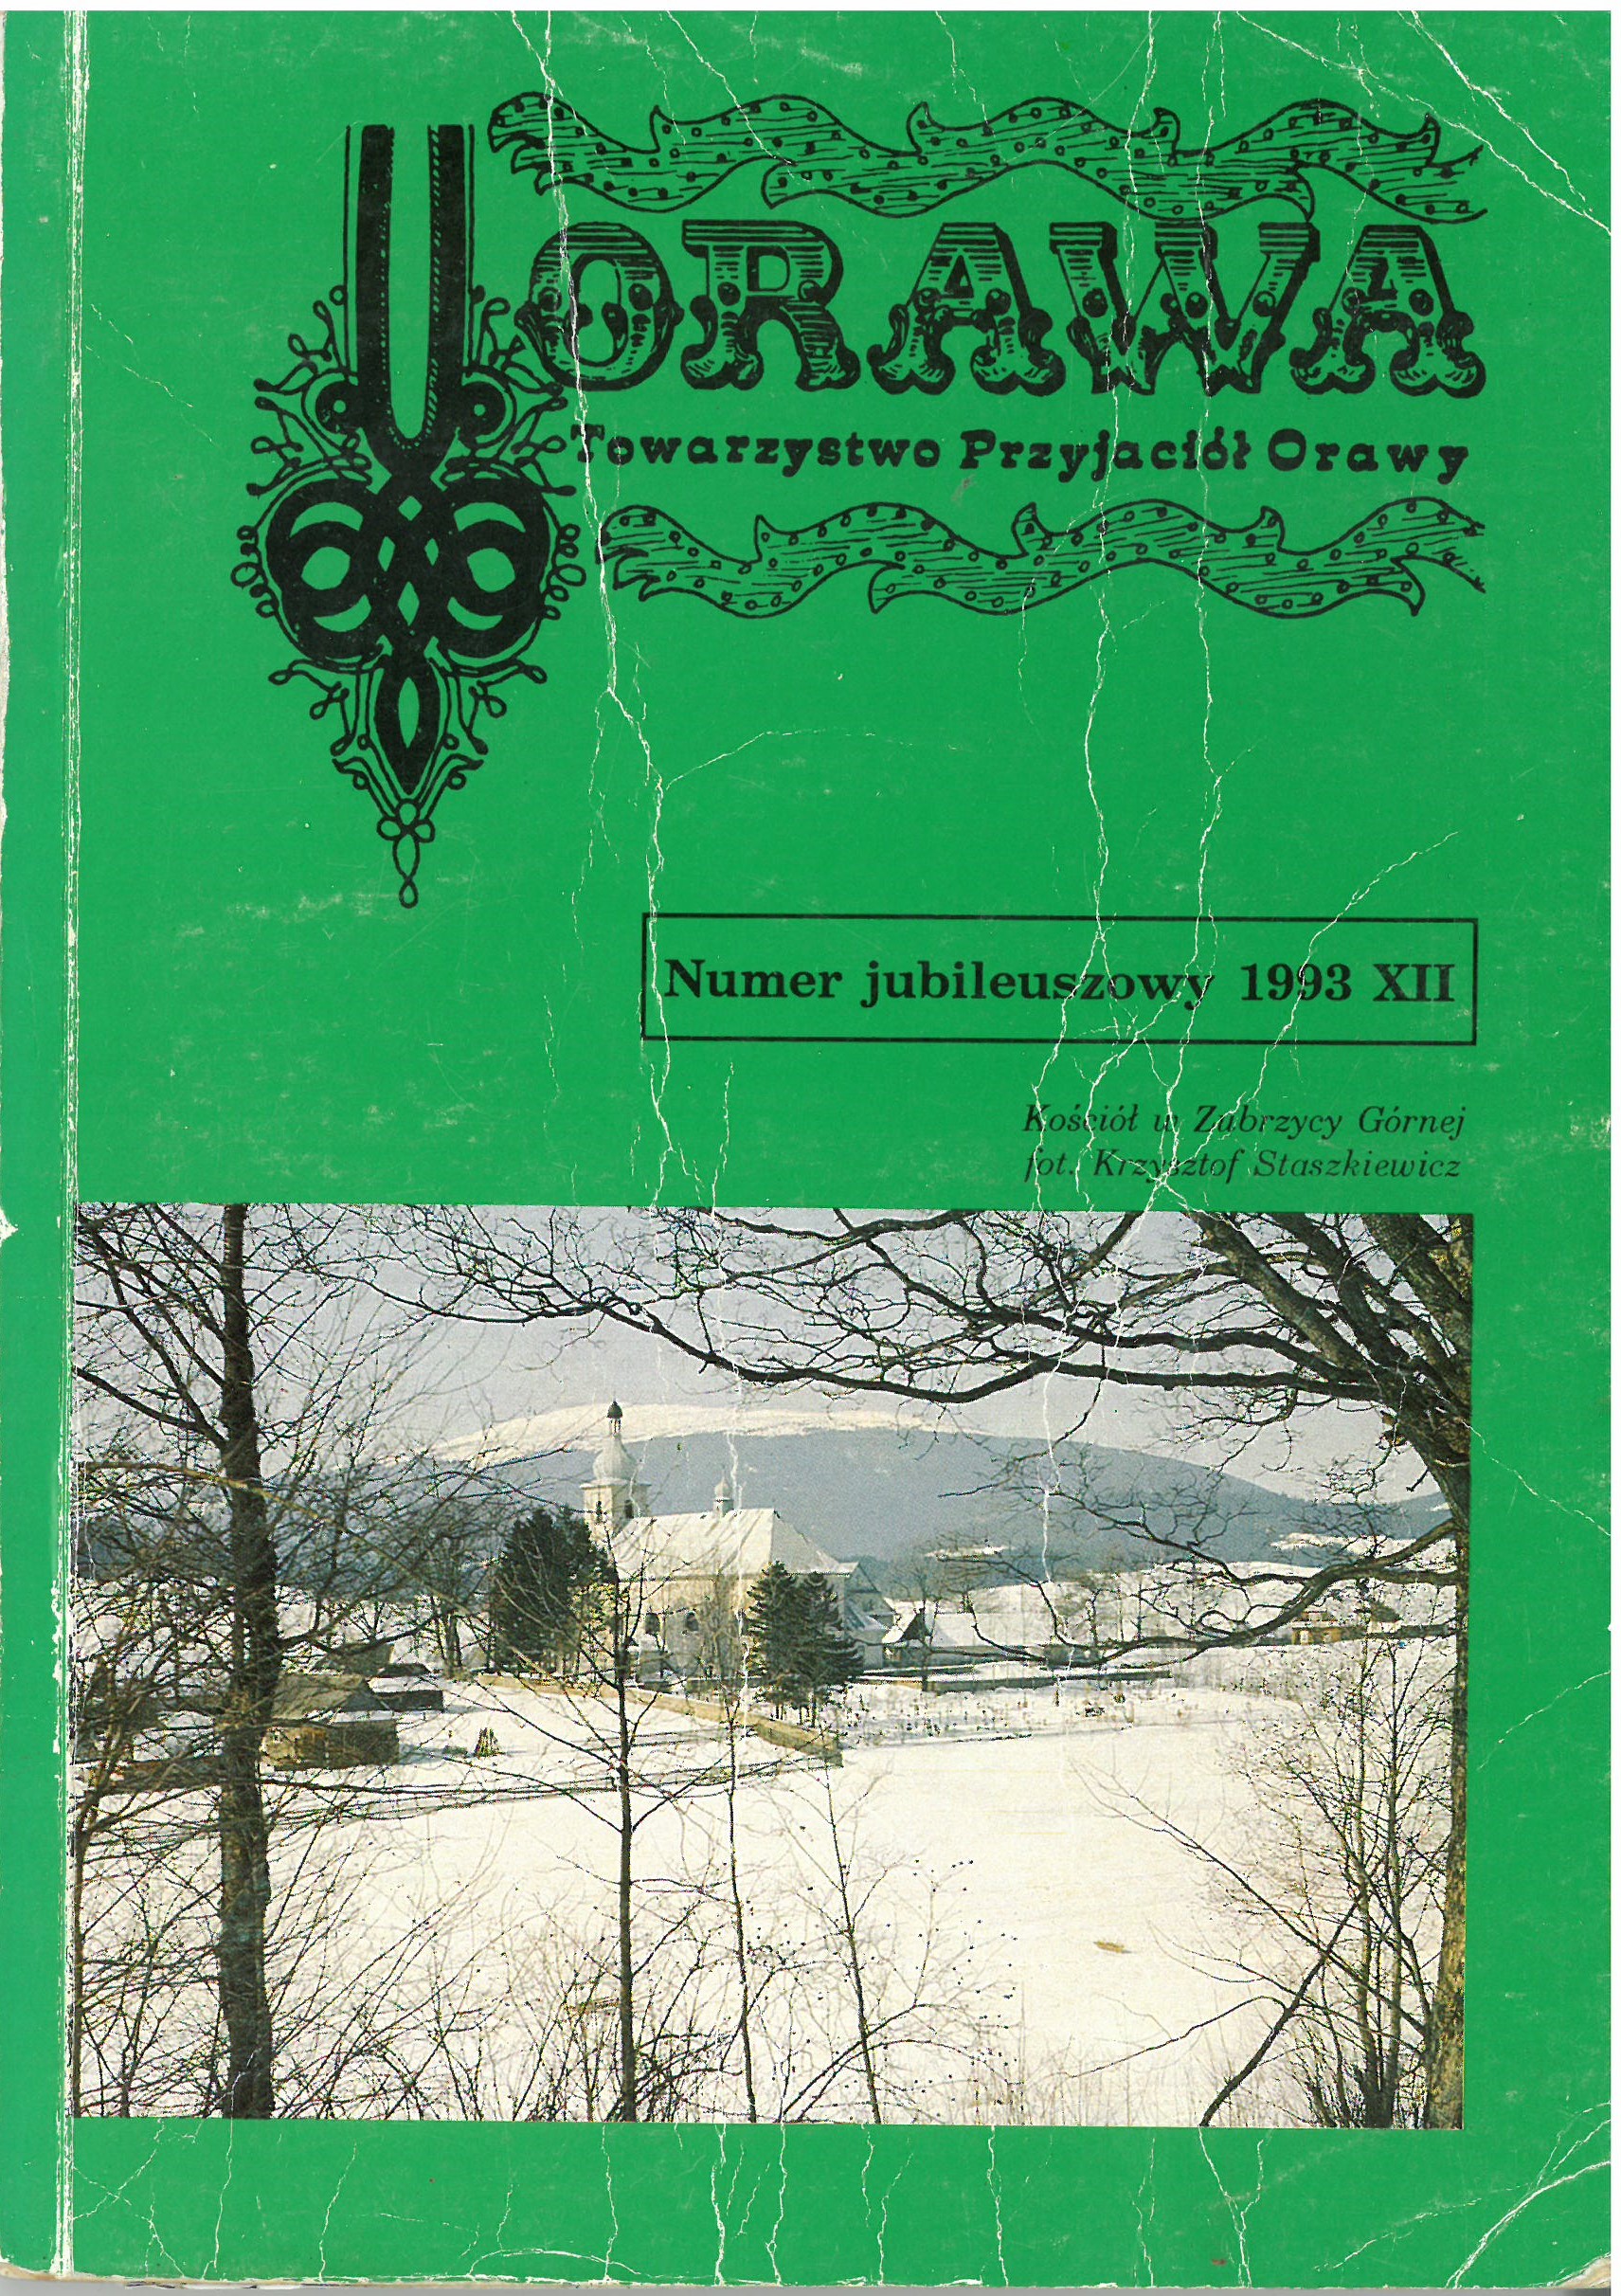 ORAWA
Towarzystwo Przyjaciół Orawy
Numer jubileuszowy 1993 XII
Kościół w Zubrzycy Górnej
fot. Krzysztof Staszkiewicz